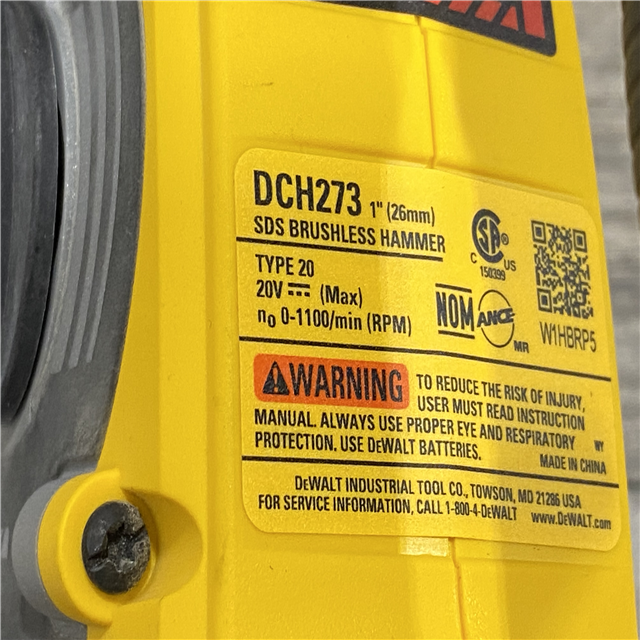 DCH273 1" (26mm)
SDS BRUSHLESS HAMMER
TYPE 20
20V ⎓ (Max)
n₀ 0-1100/min (RPM)
CSA®
C US
150399
NOM
ANCE
MR
W1HBRP5
⚠WARNING TO REDUCE THE RISK OF INJURY,
USER MUST READ INSTRUCTION
MANUAL. ALWAYS USE PROPER EYE AND RESPIRATORY
PROTECTION. USE DeWALT BATTERIES.
WY
MADE IN CHINA
DeWALT INDUSTRIAL TOOL CO., TOWSON, MD 21286 USA
FOR SERVICE INFORMATION, CALL 1-800-4-DeWALT www.DeWALT.com